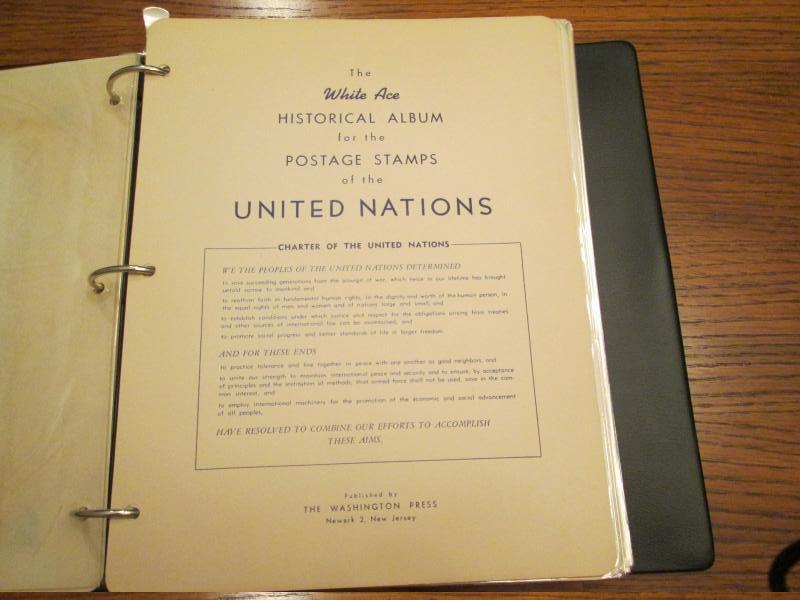 The
White Ace
HISTORICAL ALBUM
for the
POSTAGE STAMPS
of the
UNITED NATIONS
CHARTER OF THE UNITED NATIONS
WE THE PEOPLES OF THE UNITED NATIONS DETERMINED
to save succeeding generations from the scourge of war, which twice in our lifetime has brought
untold sorrow to mankind and
to reaffirm faith in fundamental human rights, in the dignity and worth of the human person, in
the equal rights of men and women and of nations large and small, and
to establish conditions under which justice and respect for the obligations arising from treaties
and other sources of international law can be maintained, and
to promote social progress and better standards of life in larger freedom.
AND FOR THESE ENDS
to practice tolerance and live together in peace with one another as good neighbors, and
to unite our strength to maintain international peace and security and to ensure, by acceptance
of principles and the institution of methods, that armed force shall not be used, save in the com-
mon interest, and
to employ international machinery for the promotion of the economic and social advancement
of all peoples,
HAVE RESOLVED TO COMBINE OUR EFFORTS TO ACCOMPLISH
THESE AIMS.
Published by
THE WASHINGTON PRESS
Newark 2, New Jersey